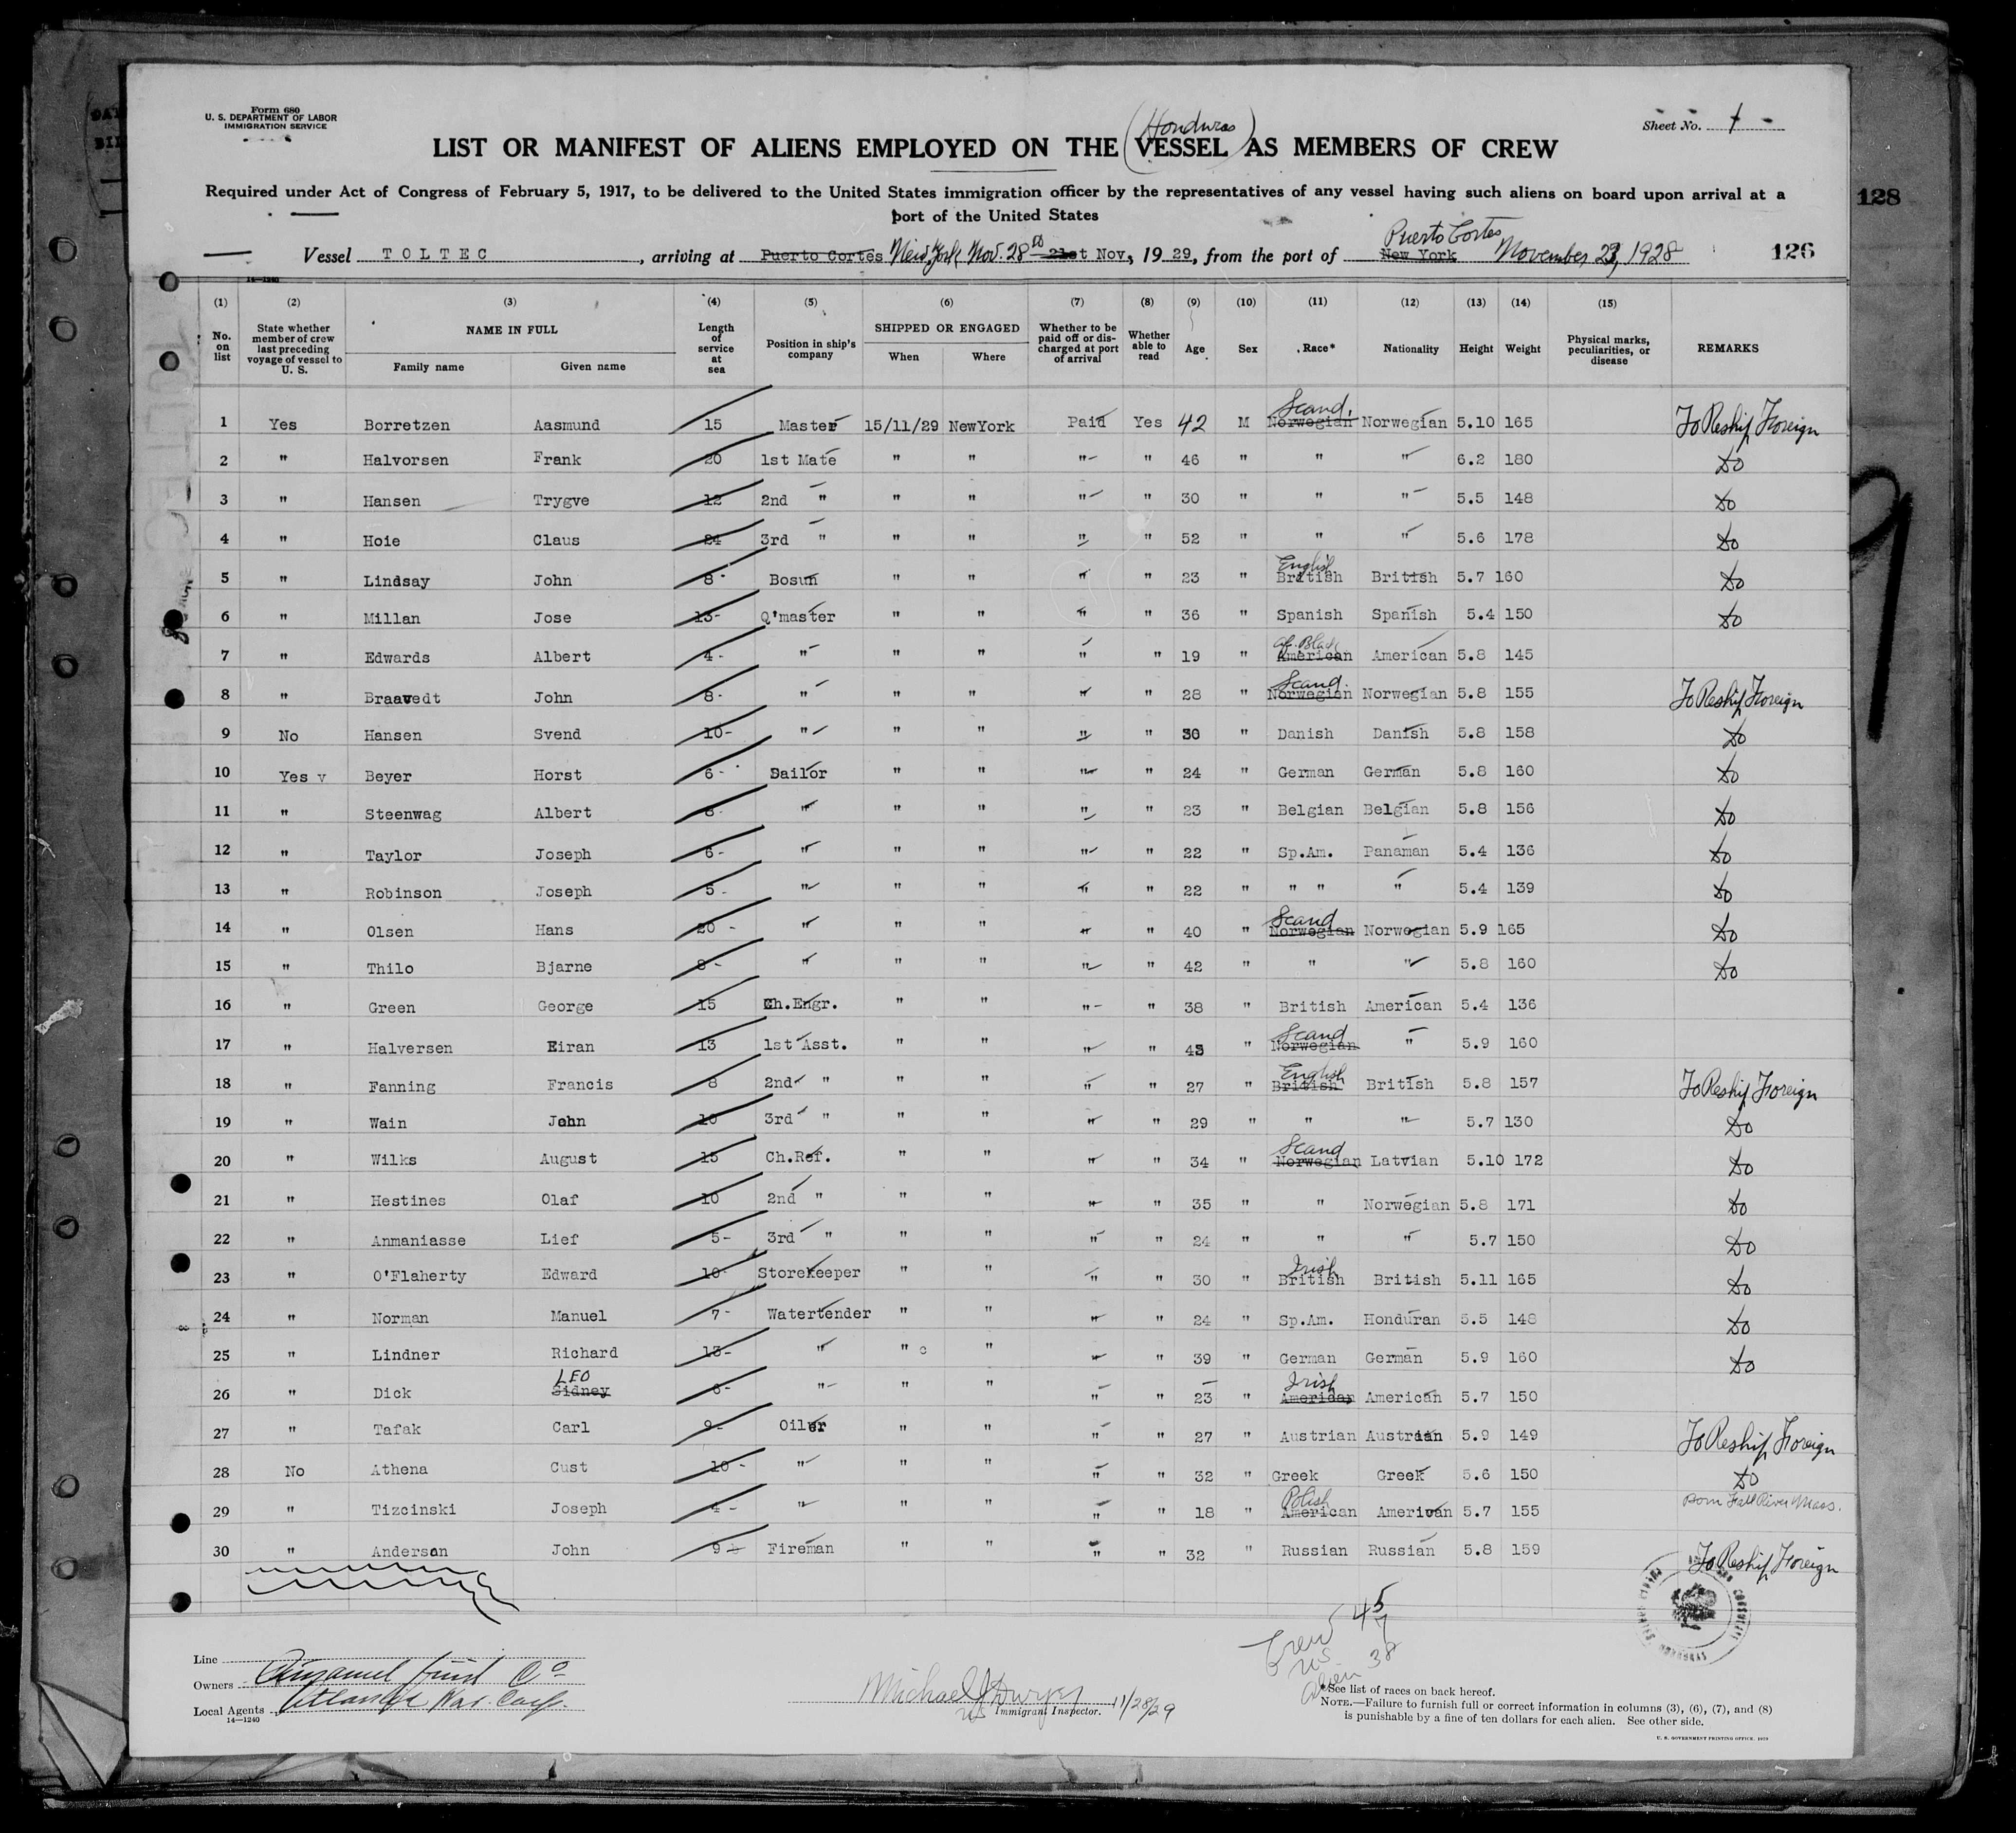 Form 680
U. S. DEPARTMENT OF LABOR
IMMIGRATION SERVICE
Sheet No. 1
(Honduras)
LIST OR MANIFEST OF ALIENS EMPLOYED ON THE VESSEL AS MEMBERS OF CREW
Required under Act of Congress of February 5, 1917, to be delivered to the United States immigration officer by the representatives of any vessel having such aliens on board upon arrival at a
port of the United States
128
Vessel TOLTEC, arriving at Puerto Cortes New York Nov. 28th 21st Nov, 1929, from the port of New York Puerto Cortes November 23, 1928
126
14—1240
(1) (2) (3) (4) (5) (6) (7) (8) (9) (10) (11) (12) (13) (14) (15)
No. on list State whether member of crew last preceding voyage of vessel to U. S. NAME IN FULL Family name Given name Length of service at sea Position in ship's company SHIPPED OR ENGAGED When Where Whether to be paid off or discharged at port of arrival Whether able to read Age Sex Race* Nationality Height Weight Physical marks, peculiarities, or disease REMARKS
1 Yes Borretzen Aasmund 15 Master 15/11/29 NewYork Paid Yes 42 M Norwegian Scand. Norwegian 5.10 165 To Reship Foreign
2 " Halvorsen Frank 20 1st Mate " " " " 46 " " " 6.2 180 Do
3 " Hansen Trygve 12 2nd " " " " " 30 " " " 5.5 148 Do
4 " Hoie Claus 24 3rd " " " " " 52 " " " 5.6 178 Do
5 " Lindsay John 8 Bosun " " " " 23 " British English British 5.7 160 Do
6 " Millan Jose 13 Q'master " " " " 36 " Spanish Spanish 5.4 150 Do
7 " Edwards Albert 4 " " " " " 19 " American Af. Black American 5.8 145
8 " Braavedt John 8 " " " " " 28 " Norwegian Scand. Norwegian 5.8 155 To Reship Foreign
9 No Hansen Svend 10 " " " " " 30 " Danish Danish 5.8 158 Do
10 Yes v Beyer Horst 6 Sailor " " " " 24 " German German 5.8 160 Do
11 " Steenwag Albert 8 " " " " " 23 " Belgian Belgian 5.8 156 Do
12 " Taylor Joseph 6 " " " " " 22 " Sp.Am. Panaman 5.4 136 Do
13 " Robinson Joseph 5 " " " " " 22 " " " " 5.4 139 Do
14 " Olsen Hans 20 " " " " " 40 " Norwegian Scand Norwegian 5.9 165 Do
15 " Thilo Bjarne 8 " " " " " 42 " " " 5.8 160 Do
16 " Green George 15 Ch.Engr. " " " " 38 " British American 5.4 136
17 " Halversen Eiran 13 1st Asst. " " " " 43 " Norwegian Scand " 5.9 160
18 " Fanning Francis 8 2nd " " " " " 27 " British English British 5.8 157 To Reship Foreign
19 " Wain John 10 3rd " " " " " 29 " " " 5.7 130 Do
20 " Wilks August 15 Ch.Ref. " " " " 34 " Norwegian Scand Latvian 5.10 172 Do
21 " Hestines Olaf 10 2nd " " " " " 35 " " Norwegian 5.8 171 Do
22 " Anmaniasse Lief 5 3rd " " " " " 24 " " " 5.7 150 Do
23 " O'Flaherty Edward 10 Storekeeper " " " " 30 " British Irish British 5.11 165 Do
24 " Norman Manuel 7 Watertender " " " " 24 " Sp.Am. Honduran 5.5 148 Do
25 " Lindner Richard 13 " " " " " 39 " German German 5.9 160 Do
26 " Dick Sidney LEO 6 " " " " " 23 " American Irish American 5.7 150
27 " Tafak Carl 9 Oiler " " " " 27 " Austrian Austrian 5.9 149 To Reship Foreign
28 No Athena Cust 10 " " " " " 32 " Greek Greek 5.6 150 Do
29 " Tizcinski Joseph 4 " " " " " 18 " American Polish American 5.7 155 Born Fall River Mass.
30 " Anderson John 9 Fireman " " " " 32 " Russian Russian 5.8 159 To Reship Foreign
Crew 45
US 7
Alien 38
Line
Owners Cuyamel Fruit Co
Local Agents Atlantic Nav. Corp.
14—1240
Michael J Dwyer 11/28/29
US Immigrant Inspector.
*See list of races on back hereof.
NOTE.—Failure to furnish full or correct information in columns (3), (6), (7), and (8)
is punishable by a fine of ten dollars for each alien. See other side.
U. S. GOVERNMENT PRINTING OFFICE: 1929